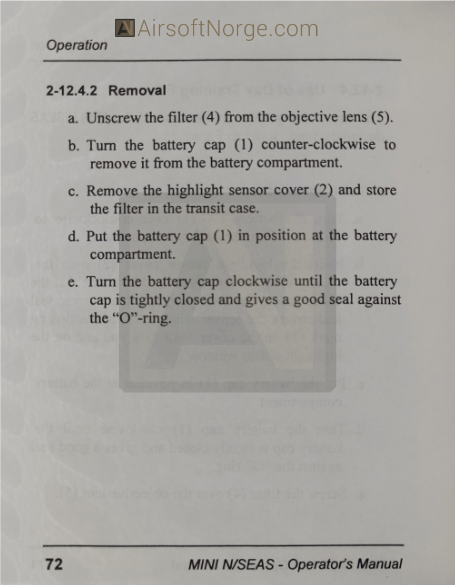 AirsoftNorge.com
Operation
2-12.4.2 Removal
a. Unscrew the filter (4) from the objective lens (5).
b. Turn the battery cap (1) counter-clockwise to
remove it from the battery compartment.
c. Remove the highlight sensor cover (2) and store
the filter in the transit case.
d. Put the battery cap (1) in position at the battery
compartment.
e. Turn the battery cap clockwise until the battery
cap is tightly closed and gives a good seal against
the “O”-ring.
72 MINI N/SEAS - Operator's Manual